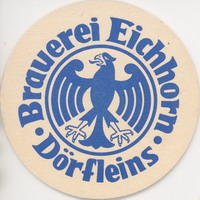 Brauerei Eichhorn
· Dörfleins ·